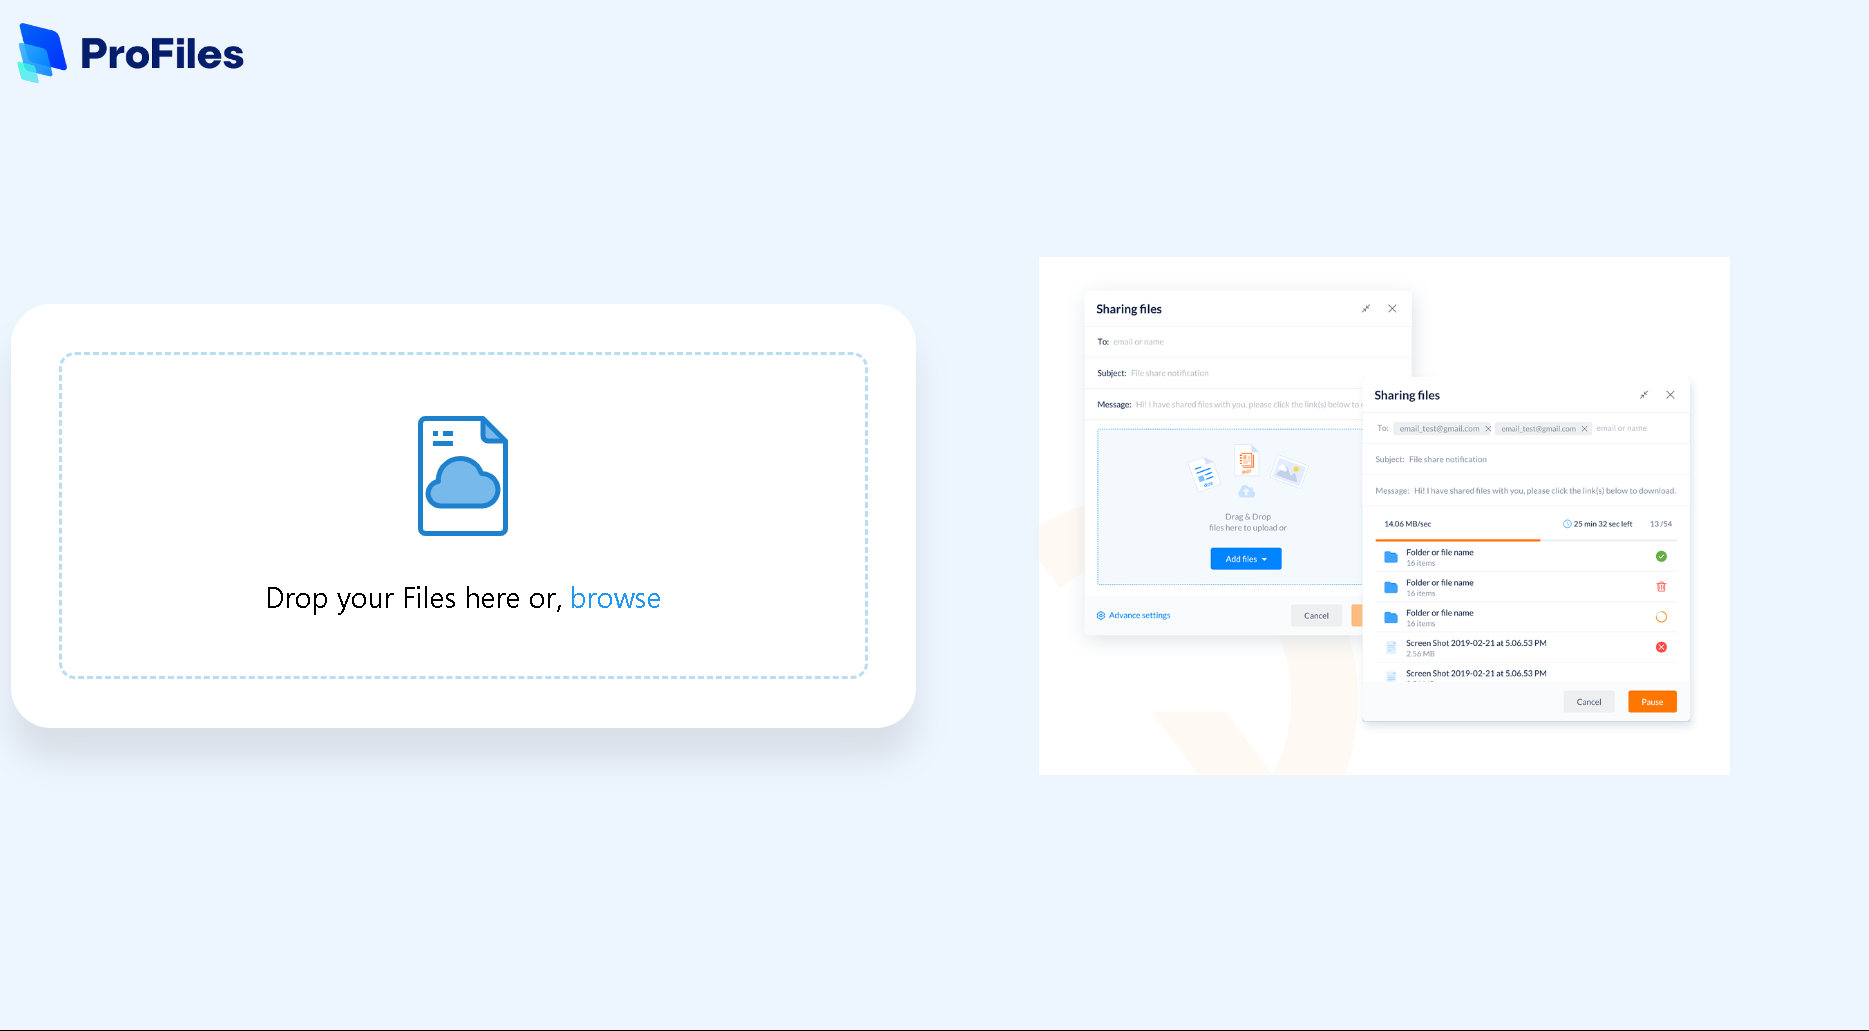 ProFiles
Drop your Files here or, browse
Sharing files
To: email or name
Subject: File share notification
Message: Hi! I have shared files with you, please click the link(s) below to
doc
pdf
Drag & Drop
files here to upload or
Add files
Advance settings
Cancel
Sharing files
To: email_test@gmail.com email_test@gmail.com email or name
Subject: File share notification
Message: Hi! I have shared files with you, please click the link(s) below to download.
14.06 MB/sec 25 min 32 sec left 13 /54
Folder or file name
16 items
Folder or file name
16 items
Folder or file name
16 items
Screen Shot 2019-02-21 at 5.06.53 PM
2.56 MB
Screen Shot 2019-02-21 at 5.06.53 PM
Cancel Pause